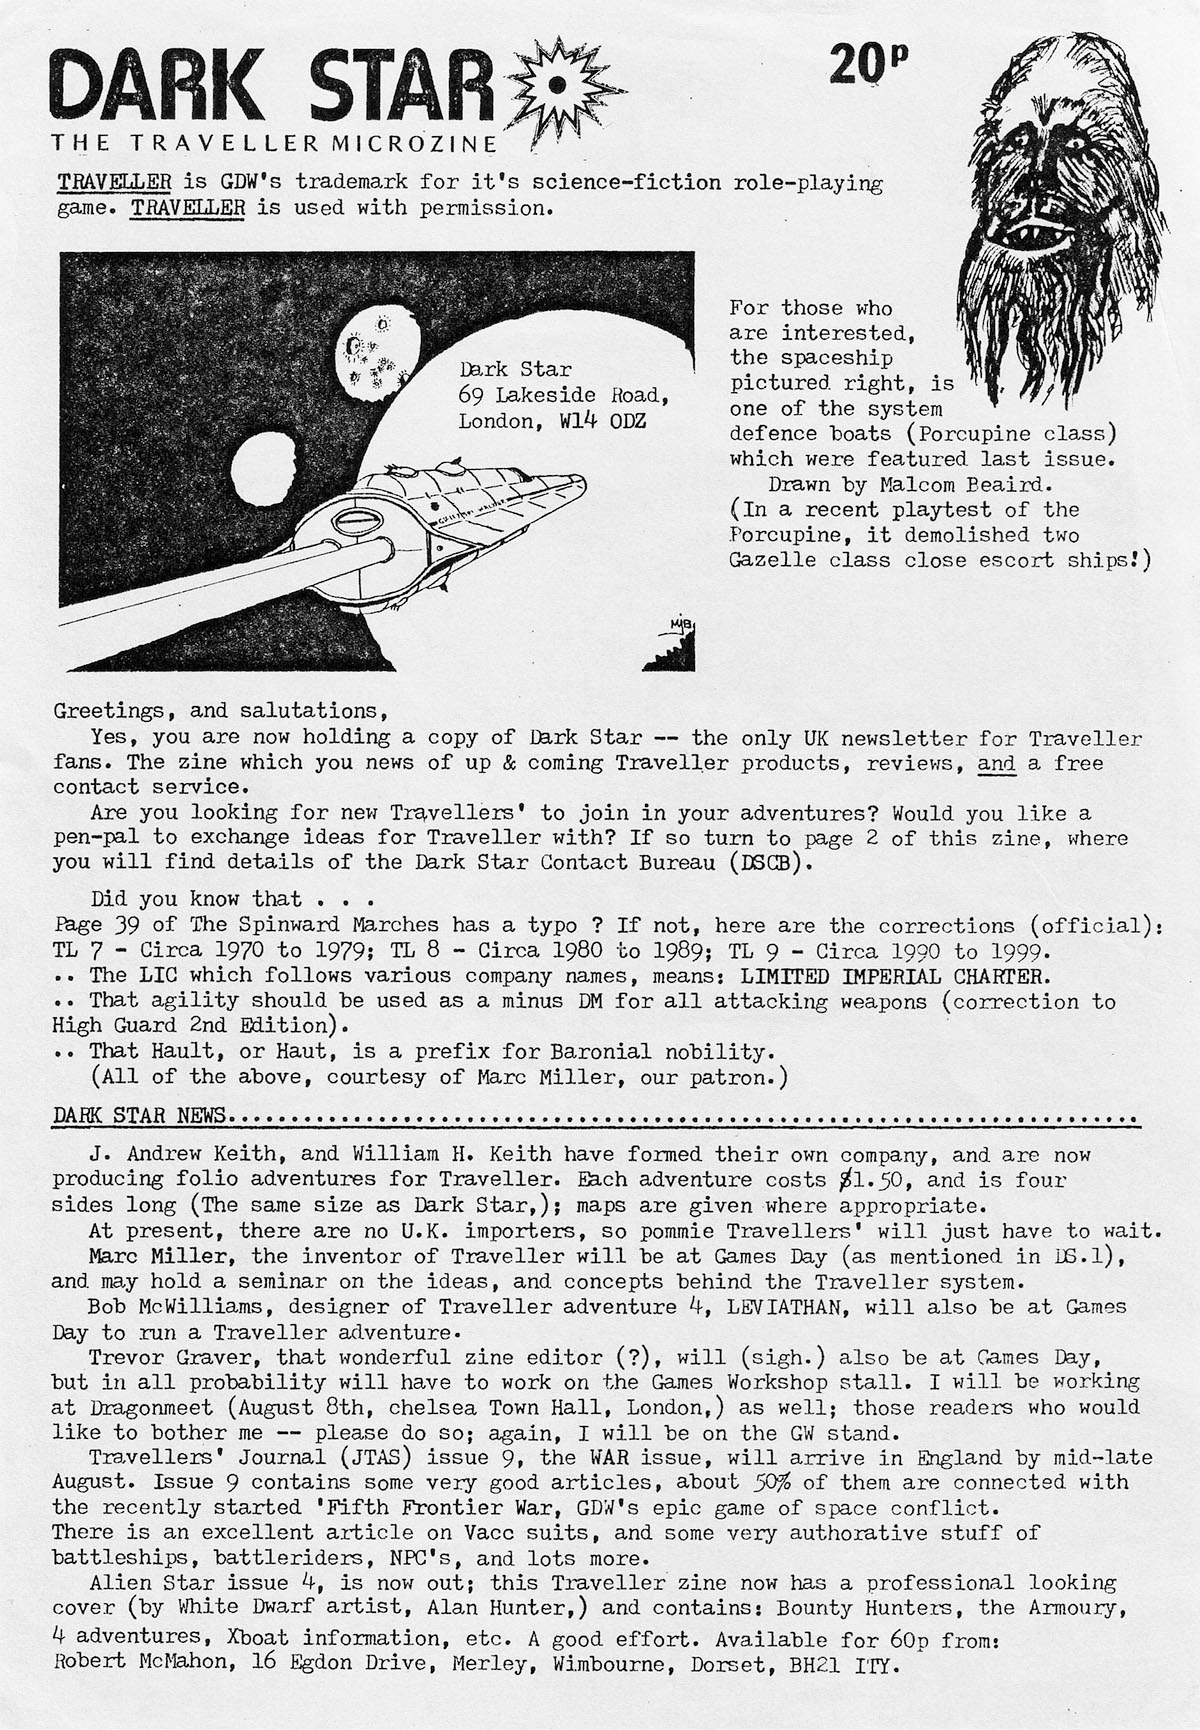 DARK STAR
20p
THE TRAVELLER MICROZINE
TRAVELLER is GDW's trademark for it's science-fiction role-playing
game. TRAVELLER is used with permission.
Dark Star
69 Lakeside Road,
London, W14 0DZ
MJB
For those who
are interested,
the spaceship
pictured right, is
one of the system
defence boats (Porcupine class)
which were featured last issue.
Drawn by Malcom Beaird.
(In a recent playtest of the
Porcupine, it demolished two
Gazelle class close escort ships!)
Greetings, and salutations,
Yes, you are now holding a copy of Dark Star -- the only UK newsletter for Traveller
fans. The zine which you news of up & coming Traveller products, reviews, and a free
contact service.
Are you looking for new Travellers' to join in your adventures? Would you like a
pen-pal to exchange ideas for Traveller with? If so turn to page 2 of this zine, where
you will find details of the Dark Star Contact Bureau (DSCB).
Did you know that . . .
Page 39 of The Spinward Marches has a typo ? If not, here are the corrections (official):
TL 7 - Circa 1970 to 1979; TL 8 - Circa 1980 to 1989; TL 9 - Circa 1990 to 1999.
.. The LIC which follows various company names, means: LIMITED IMPERIAL CHARTER.
.. That agility should be used as a minus DM for all attacking weapons (correction to
High Guard 2nd Edition).
.. That Hault, or Haut, is a prefix for Baronial nobility.
(All of the above, courtesy of Marc Miller, our patron.)
DARK STAR NEWS..........................................................................
J. Andrew Keith, and William H. Keith have formed their own company, and are now
producing folio adventures for Traveller. Each adventure costs $1.50, and is four
sides long (The same size as Dark Star,); maps are given where appropriate.
At present, there are no U.K. importers, so pommie Travellers' will just have to wait.
Marc Miller, the inventor of Traveller will be at Games Day (as mentioned in DS.1),
and may hold a seminar on the ideas, and concepts behind the Traveller system.
Bob McWilliams, designer of Traveller adventure 4, LEVIATHAN, will also be at Games
Day to run a Traveller adventure.
Trevor Graver, that wonderful zine editor (?), will (sigh.) also be at Games Day,
but in all probability will have to work on the Games Workshop stall. I will be working
at Dragonmeet (August 8th, chelsea Town Hall, London,) as well; those readers who would
like to bother me -- please do so; again, I will be on the GW stand.
Travellers' Journal (JTAS) issue 9, the WAR issue, will arrive in England by mid-late
August. Issue 9 contains some very good articles, about 50% of them are connected with
the recently started 'Fifth Frontier War, GDW's epic game of space conflict.
There is an excellent article on Vacc suits, and some very authorative stuff of
battleships, battleriders, NPC's, and lots more.
Alien Star issue 4, is now out; this Traveller zine now has a professional looking
cover (by White Dwarf artist, Alan Hunter,) and contains: Bounty Hunters, the Armoury,
4 adventures, Xboat information, etc. A good effort. Available for 60p from:
Robert McMahon, 16 Egdon Drive, Merley, Wimbourne, Dorset, BH21 ITY.